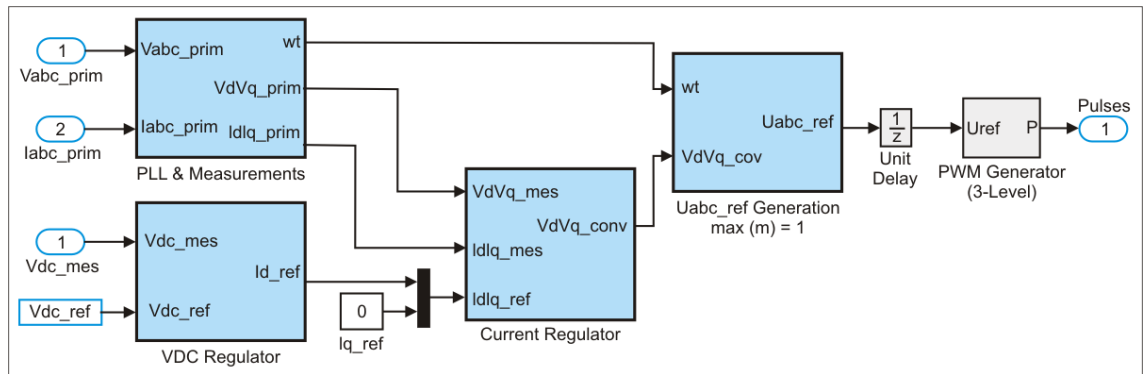 1
Vabc_prim
2
Iabc_prim
Vabc_prim
Iabc_prim
wt
VdVq_prim
IdIq_prim
PLL & Measurements
1
Vdc_mes
Vdc_ref
Vdc_mes
Vdc_ref
Id_ref
VDC Regulator
0
Iq_ref
VdVq_mes
IdIq_mes
IdIq_ref
VdVq_conv
Current Regulator
wt
VdVq_cov
Uabc_ref
Uabc_ref Generation
max (m) = 1
1
z
Unit
Delay
Uref
P
PWM Generator
(3-Level)
Pulses
1